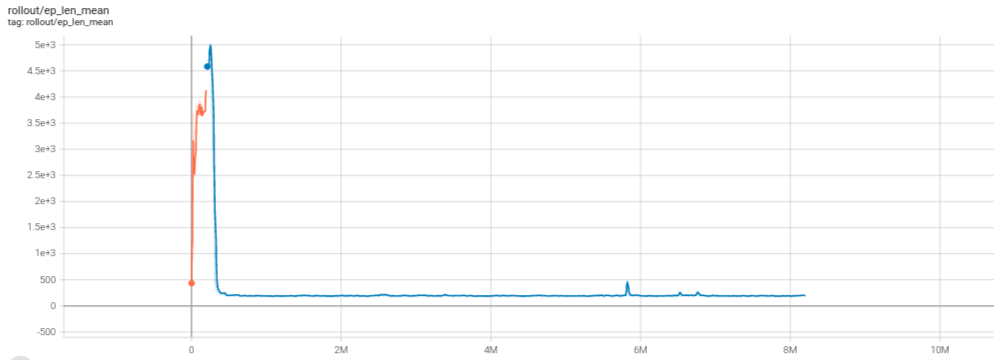 rollout/ep_len_mean
tag: rollout/ep_len_mean
5e+3
4.5e+3
4e+3
3.5e+3
3e+3
2.5e+3
2e+3
1.5e+3
1e+3
500
0
-500
0 2M 4M 6M 8M 10M